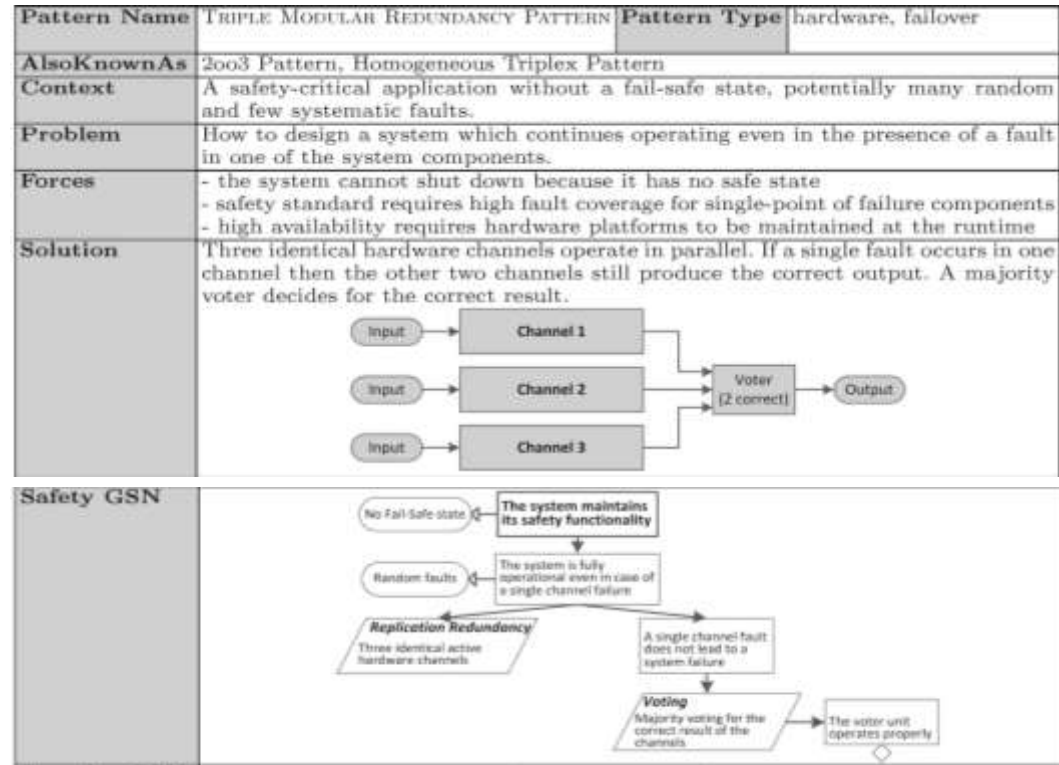 Pattern Name TRIPLE MODULAR REDUNDANCY PATTERN Pattern Type hardware, failover
AlsoKnownAs 2oo3 Pattern, Homogeneous Triplex Pattern
Context A safety-critical application without a fail-safe state, potentially many random
and few systematic faults.
Problem How to design a system which continues operating even in the presence of a fault
in one of the system components.
Forces - the system cannot shut down because it has no safe state
- safety standard requires high fault coverage for single-point of failure components
- high availability requires hardware platforms to be maintained at the runtime
Solution Three identical hardware channels operate in parallel. If a single fault occurs in one
channel then the other two channels still produce the correct output. A majority
voter decides for the correct result.
Input Channel 1
Input Channel 2 Voter
(2 correct) Output
Input Channel 3
Safety GSN
No Fail-Safe state
The system maintains
its safety functionality
Random faults
The system is fully
operational even in case of
a single channel failure
Replication Redundancy
Three identical active
hardware channels
A single channel fault
does not lead to a
system failure
Voting
Majority voting for the
correct result of the
channels
The voter unit
operates properly